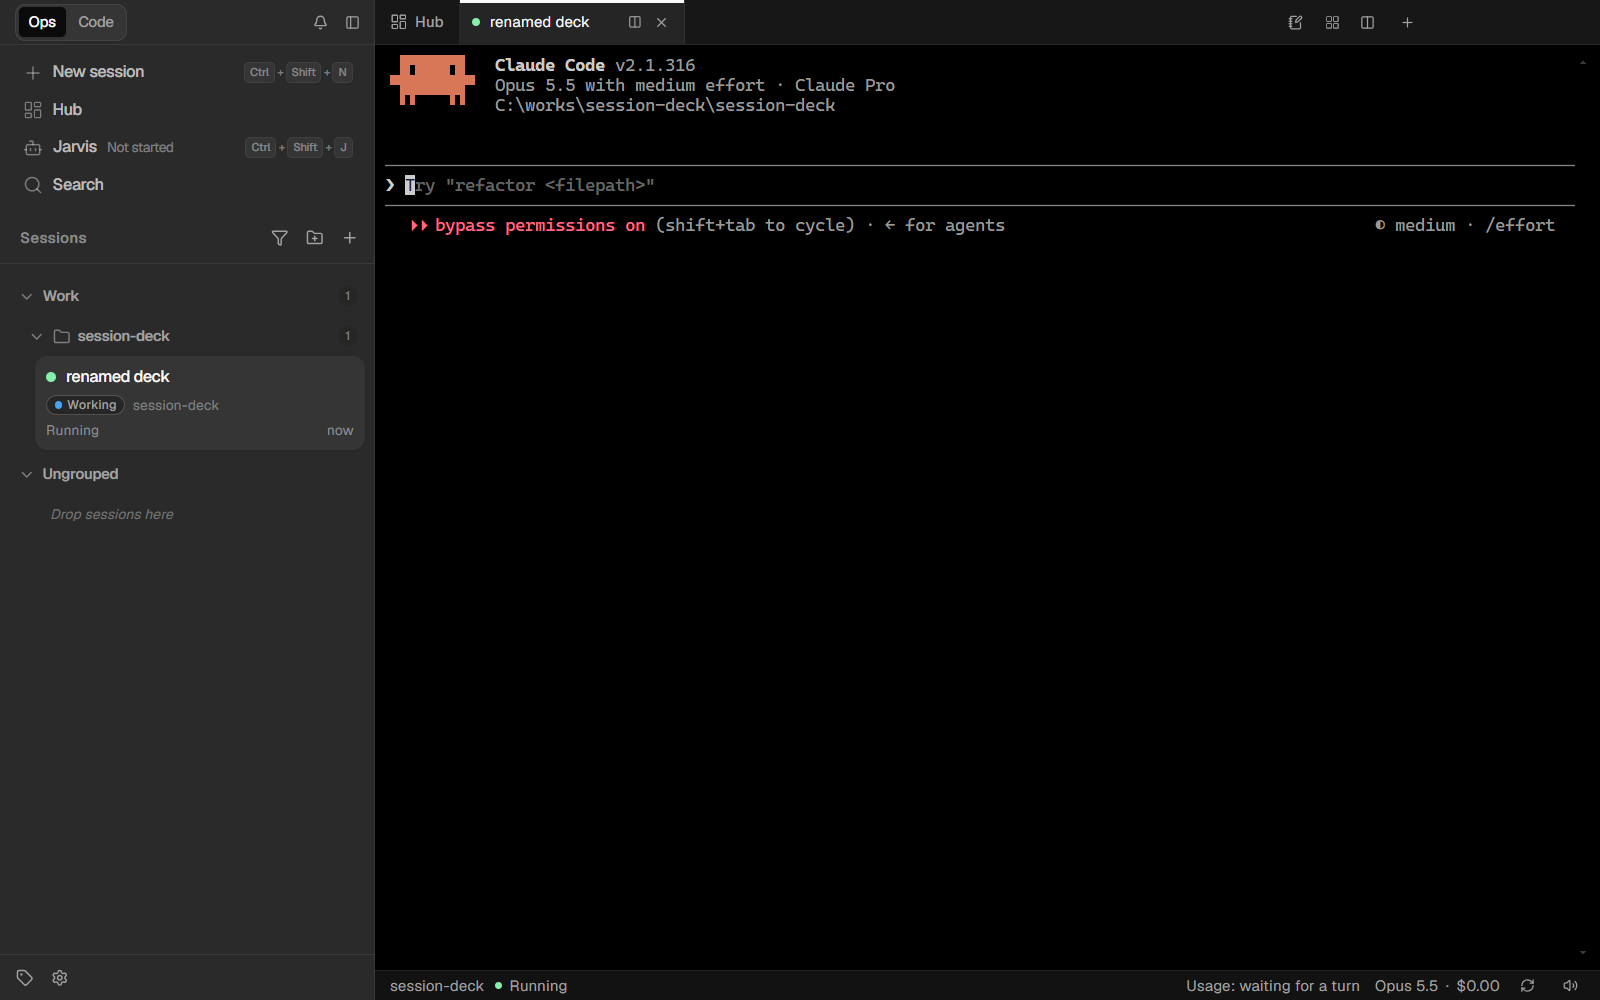 Ops Code
New session Ctrl + Shift + N
Hub
Jarvis Not started Ctrl + Shift + J
Search
Sessions
Work 1
session-deck 1
renamed deck
Working session-deck
Running now
Ungrouped
Drop sessions here
Hub renamed deck
Claude Code v2.1.316
Opus 5.5 with medium effort · Claude Pro
C:\works\session-deck\session-deck
❯ Try "refactor <filepath>"
⏵⏵ bypass permissions on (shift+tab to cycle) · ← for agents ◐ medium · /effort
session-deck Running Usage: waiting for a turn Opus 5.5 · $0.00